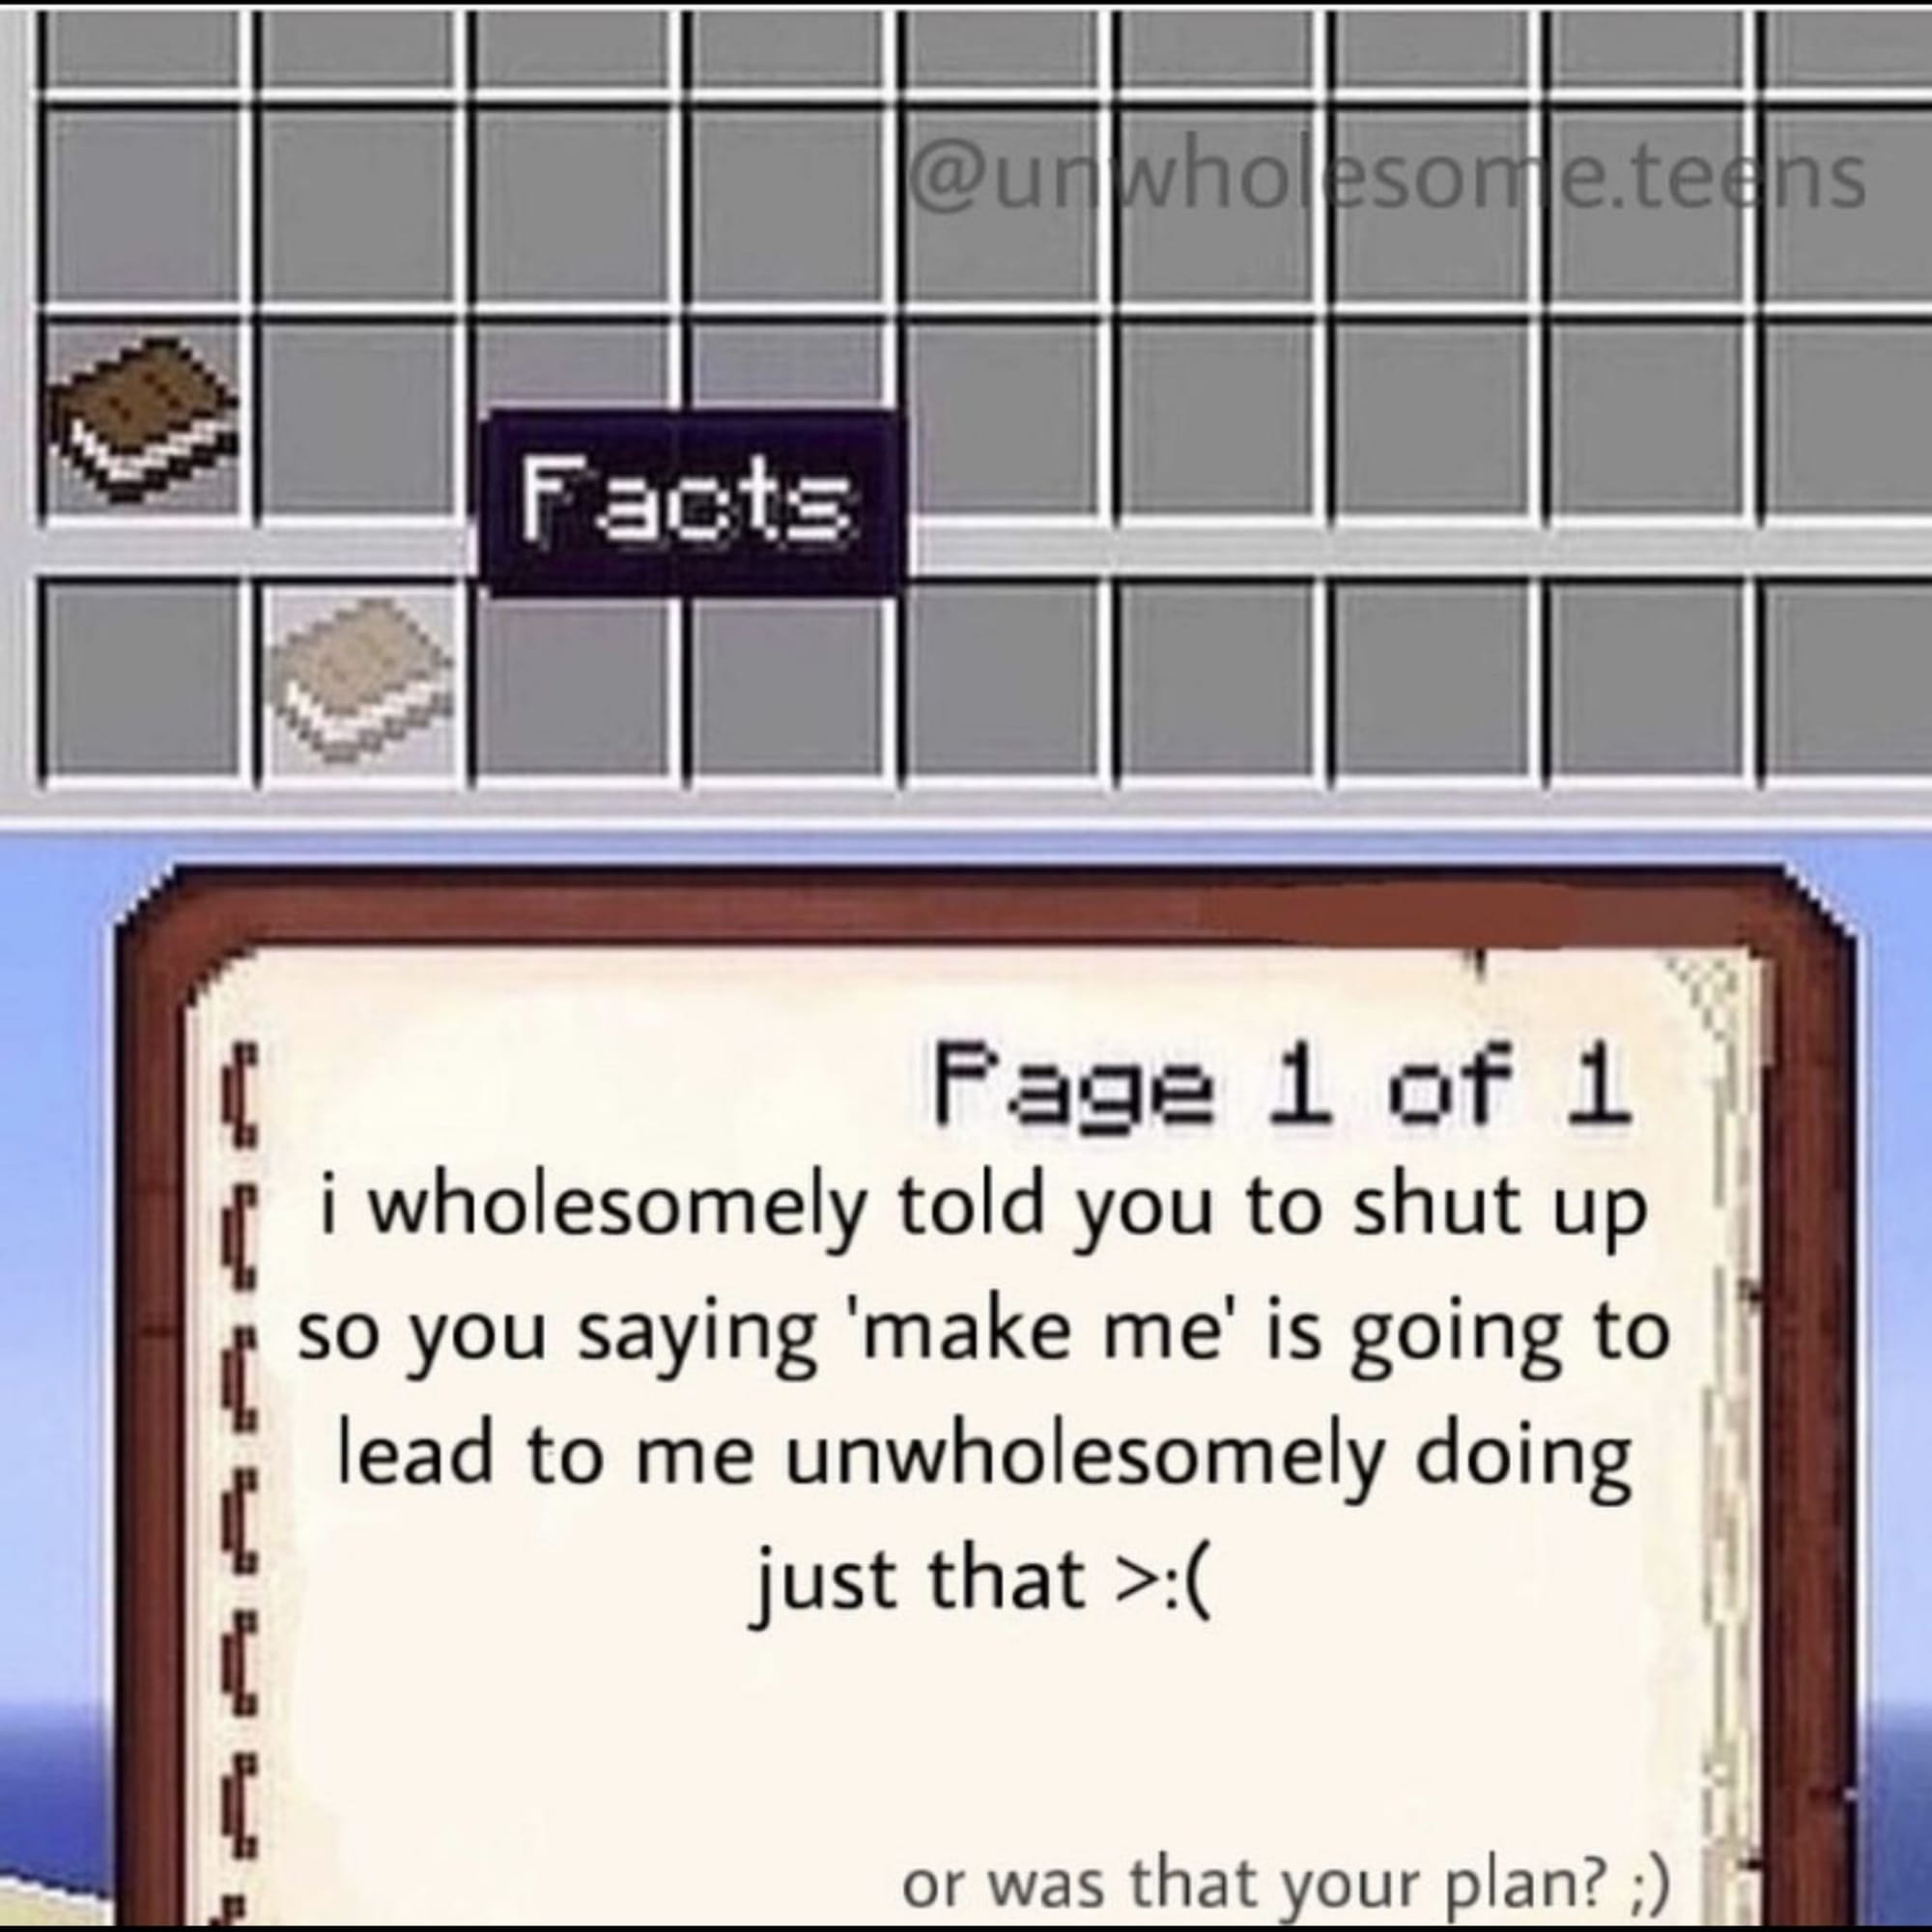 @unwholesome.teens
Facts
Page 1 of 1
i wholesomely told you to shut up
so you saying 'make me' is going to
lead to me unwholesomely doing
just that >:(
or was that your plan? ;)